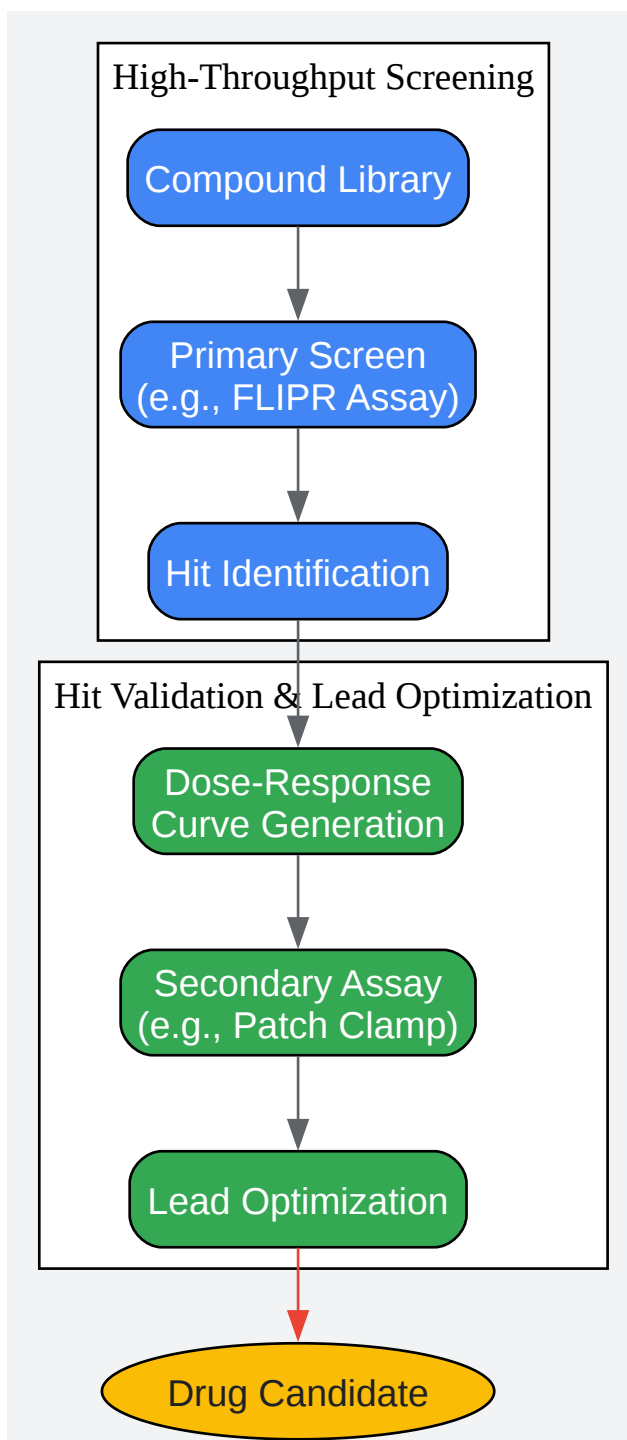 High-Throughput Screening
Compound Library
Primary Screen
(e.g., FLIPR Assay)
Hit Identification
Hit Validation & Lead Optimization
Dose-Response
Curve Generation
Secondary Assay
(e.g., Patch Clamp)
Lead Optimization
Drug Candidate